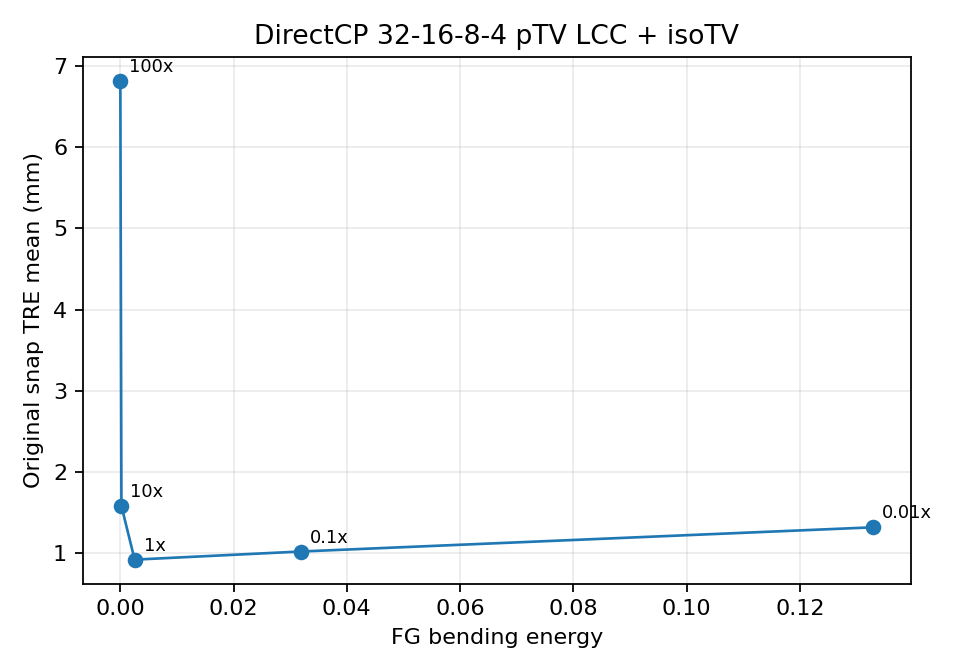 DirectCP 32-16-8-4 pTV LCC + isoTV
Original snap TRE mean (mm)
7
6
5
4
3
2
1
100x
10x
1x
0.1x
0.01x
0.00 0.02 0.04 0.06 0.08 0.10 0.12
FG bending energy